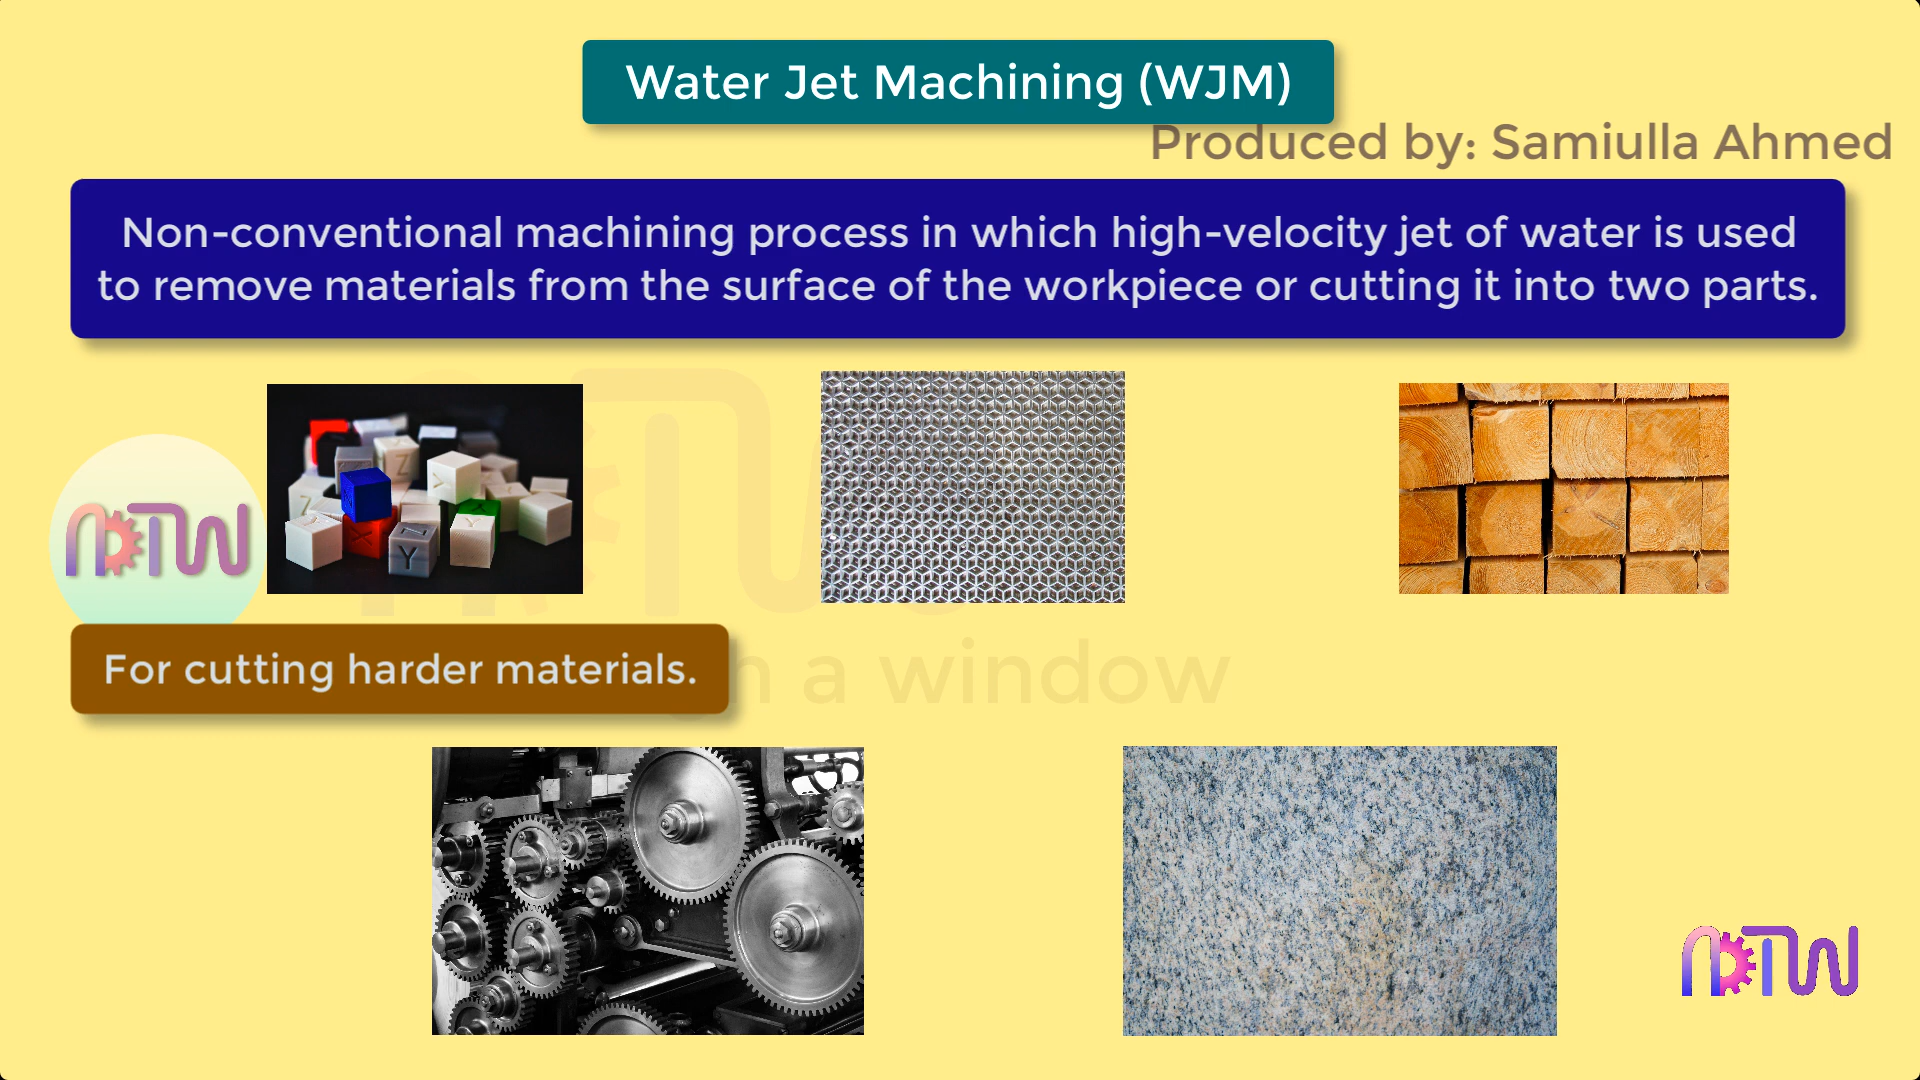 Water Jet Machining (WJM)
Produced by: Samiulla Ahmed
Non-conventional machining process in which high-velocity jet of water is used
to remove materials from the surface of the workpiece or cutting it into two parts.
Z
Y
Y
X
For cutting harder materials.
a window